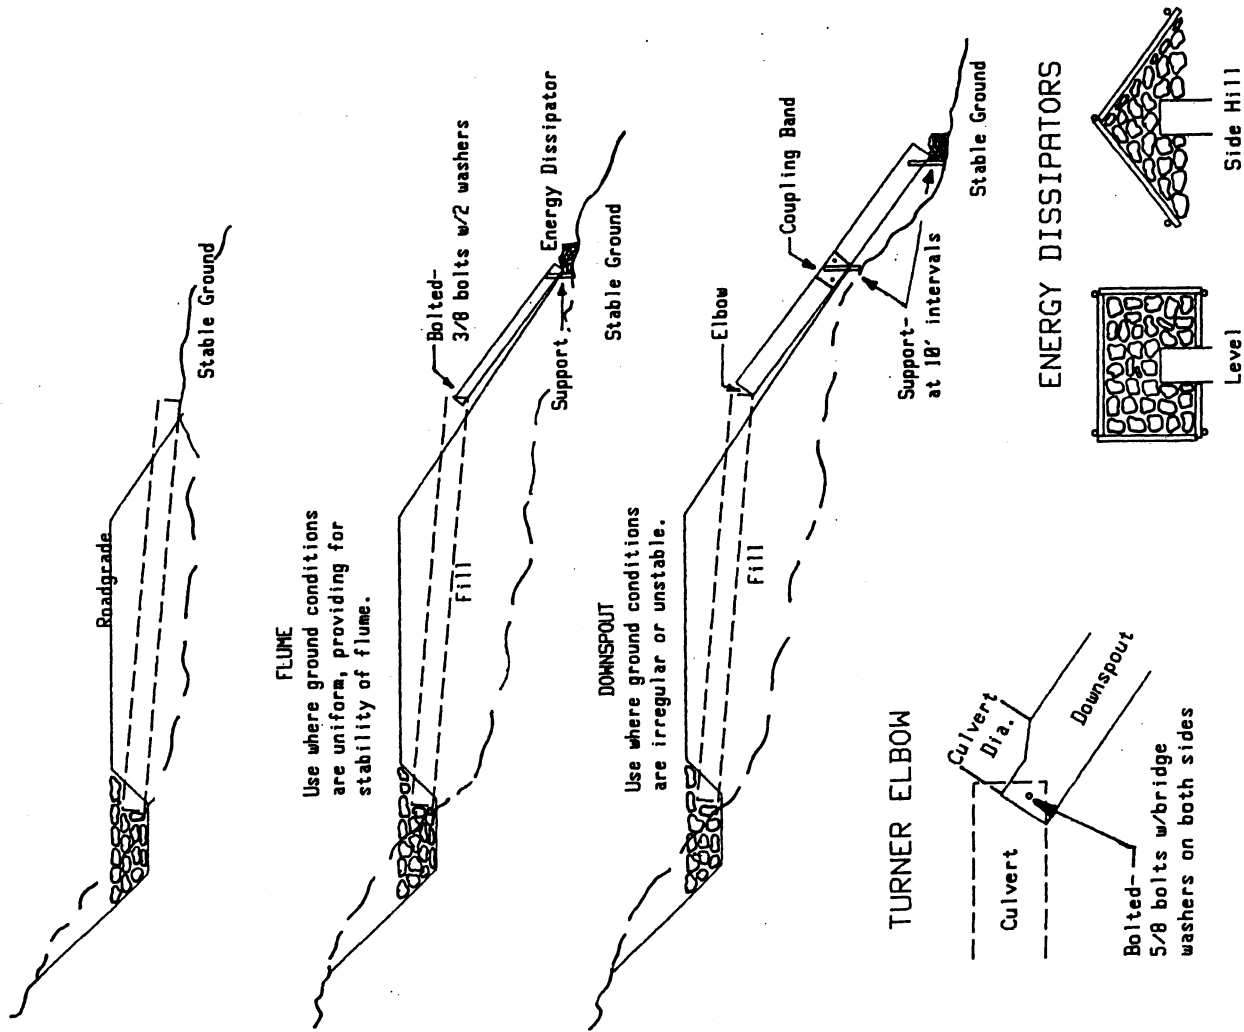 Roadgrade
Stable Ground
FLUME
Use where ground conditions
are uniform, providing for
stability of flume.
Bolted-
3/8 bolts w/2 washers
Fill
Support
Energy Dissipator
Stable Ground
DOWNSPOUT
Use where ground conditions
are irregular or unstable.
Fill
Elbow
Coupling Band
Support-
at 10' intervals
Stable Ground
TURNER ELBOW
Culvert
Dia.
Culvert
Downspout
Bolted-
5/8 bolts w/bridge
washers on both sides
ENERGY DISSIPATORS
Level
Side Hill